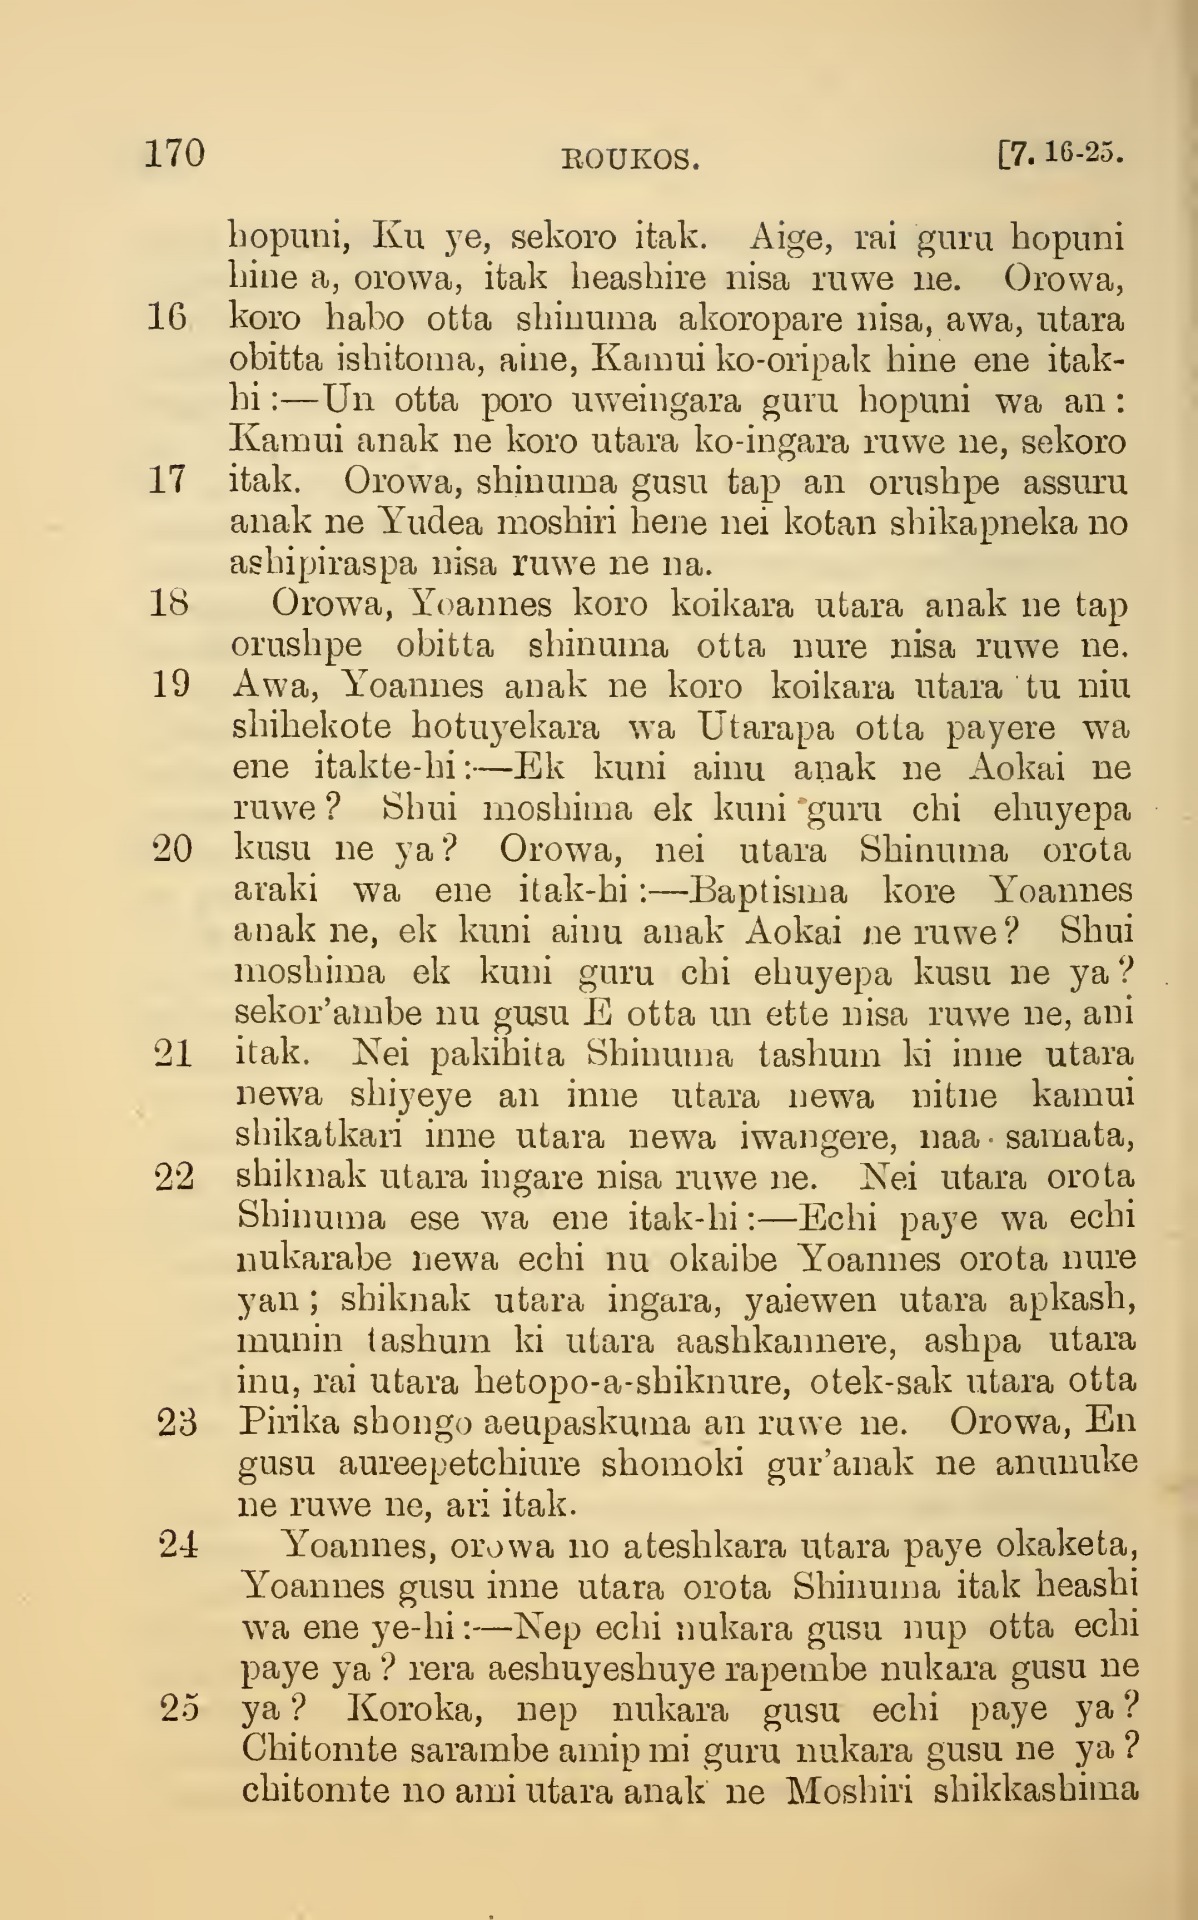 170 ROUKOS. [7. 16-25.
hopuni, Ku ye, sekoro itak. Aige, rai guru hopuni
hine a, orowa, itak heashire nisa ruwe ne. Orowa,
16 koro habo otta shinuma akoropare nisa, awa, utara
obitta ishitoma, aine, Kamui ko-oripak hine ene itak-
hi :—Un otta poro uweingara guru hopuni wa an :
Kamui anak ne koro utara ko-ingara ruwe ne, sekoro
17 itak. Orowa, shinuma gusu tap an orushpe assuru
anak ne Yudea moshiri hene nei kotan shikapneka no
ashipiraspa nisa ruwe ne na.
18 Orowa, Yoannes koro koikara utara anak ne tap
orushpe obitta shinuma otta nure nisa ruwe ne.
19 Awa, Yoannes anak ne koro koikara utara tu niu
shihekote hotuyekara wa Utarapa otta payere wa
ene itakte-hi :—Ek kuni ainu anak ne Aokai ne
ruwe ? Shui moshima ek kuni guru chi ehuyepa
20 kusu ne ya ? Orowa, nei utara Shinuma orota
araki wa ene itak-hi :—Baptisma kore Yoannes
anak ne, ek kuni ainu anak Aokai ne ruwe ? Shui
moshima ek kuni guru chi ehuyepa kusu ne ya ?
sekor'ambe nu gusu E otta un ette nisa ruwe ne, ani
21 itak. Nei pakihita Shinuma tashum ki inne utara
newa shiyeye an inne utara newa nitne kamui
shikatkari inne utara newa iwangere, naa samata,
22 shiknak utara ingare nisa ruwe ne. Nei utara orota
Shinuma ese wa ene itak-hi :—Echi paye wa echi
nukarabe newa echi nu okaibe Yoannes orota nure
yan ; shiknak utara ingara, yaiewen utara apkash,
munin tashum ki utara aashkannere, ashpa utara
inu, rai utara hetopo-a-shiknure, otek-sak utara otta
23 Pirika shongo aeupaskuma an ruwe ne. Orowa, En
gusu aureepetchiure shomoki gur'anak ne anunuke
ne ruwe ne, ari itak.
24 Yoannes, orowa no ateshkara utara paye okaketa,
Yoannes gusu inne utara orota Shinuma itak heashi
wa ene ye-hi :—Nep echi nukara gusu nup otta echi
paye ya ? rera aeshuyeshuye rapembe nukara gusu ne
25 ya ? Koroka, nep nukara gusu echi paye ya ?
Chitomte sarambe amip mi guru nukara gusu ne ya ?
chitomte no ami utara anak ne Moshiri shikkashima